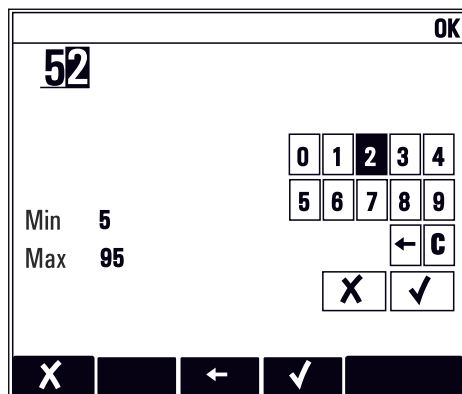 OK
52
0 1 2 3 4
5 6 7 8 9
Min 5
← C
Max 95
✗ ✓
✗ ← ✓